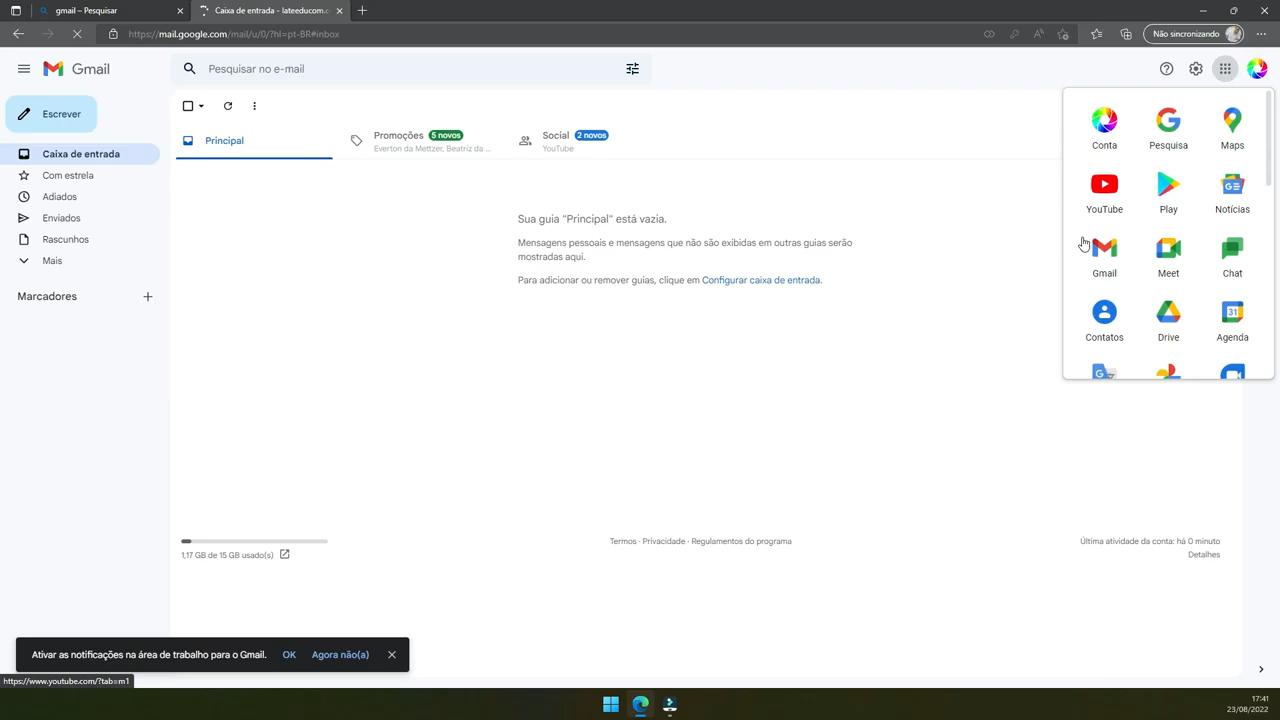 gmail – Pesquisar
Caixa de entrada - lateeducom.c
https://mail.google.com/mail/u/0/?hl=pt-BR#inbox
Não sincronizando
Gmail
Pesquisar no e-mail
Escrever
Caixa de entrada
Com estrela
Adiados
Enviados
Rascunhos
Mais
Marcadores
Principal
Promoções 5 novos
Everton da Mettzer, Beatriz da ...
Social 2 novos
YouTube
Sua guia "Principal" está vazia.
Mensagens pessoais e mensagens que não são exibidas em outras guias serão
mostradas aqui.
Para adicionar ou remover guias, clique em Configurar caixa de entrada.
Conta Pesquisa Maps
YouTube Play Notícias
Gmail Meet Chat
Contatos Drive Agenda
31
1,17 GB de 15 GB usado(s)
Termos · Privacidade · Regulamentos do programa
Última atividade da conta: há 0 minuto
Detalhes
Ativar as notificações na área de trabalho para o Gmail. OK Agora não(a)
https://www.youtube.com/?tab=m1
17:41
23/08/2022